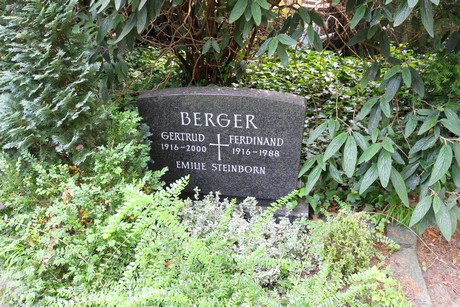 BERGER
GERTRUD FERDINAND
1916-2000 1916-1988
EMILIE STEINBORN